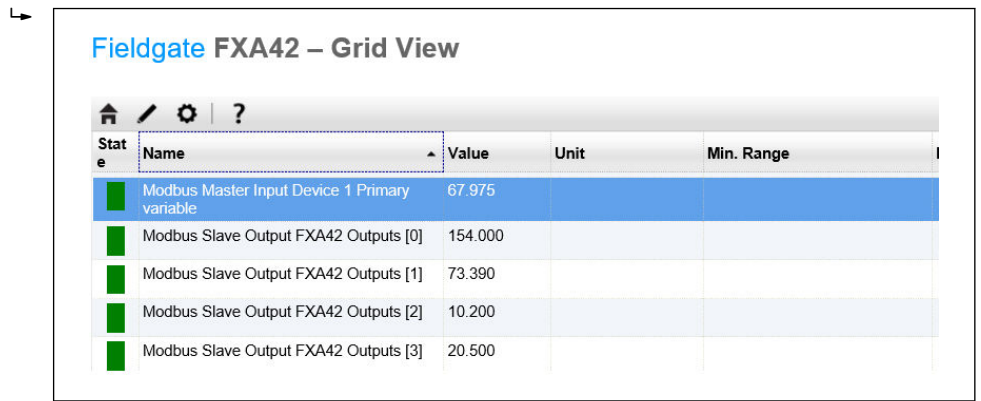 Fieldgate FXA42 – Grid View
?
State Name Value Unit Min. Range
Modbus Master Input Device 1 Primary variable 67.975
Modbus Slave Output FXA42 Outputs [0] 154.000
Modbus Slave Output FXA42 Outputs [1] 73.390
Modbus Slave Output FXA42 Outputs [2] 10.200
Modbus Slave Output FXA42 Outputs [3] 20.500